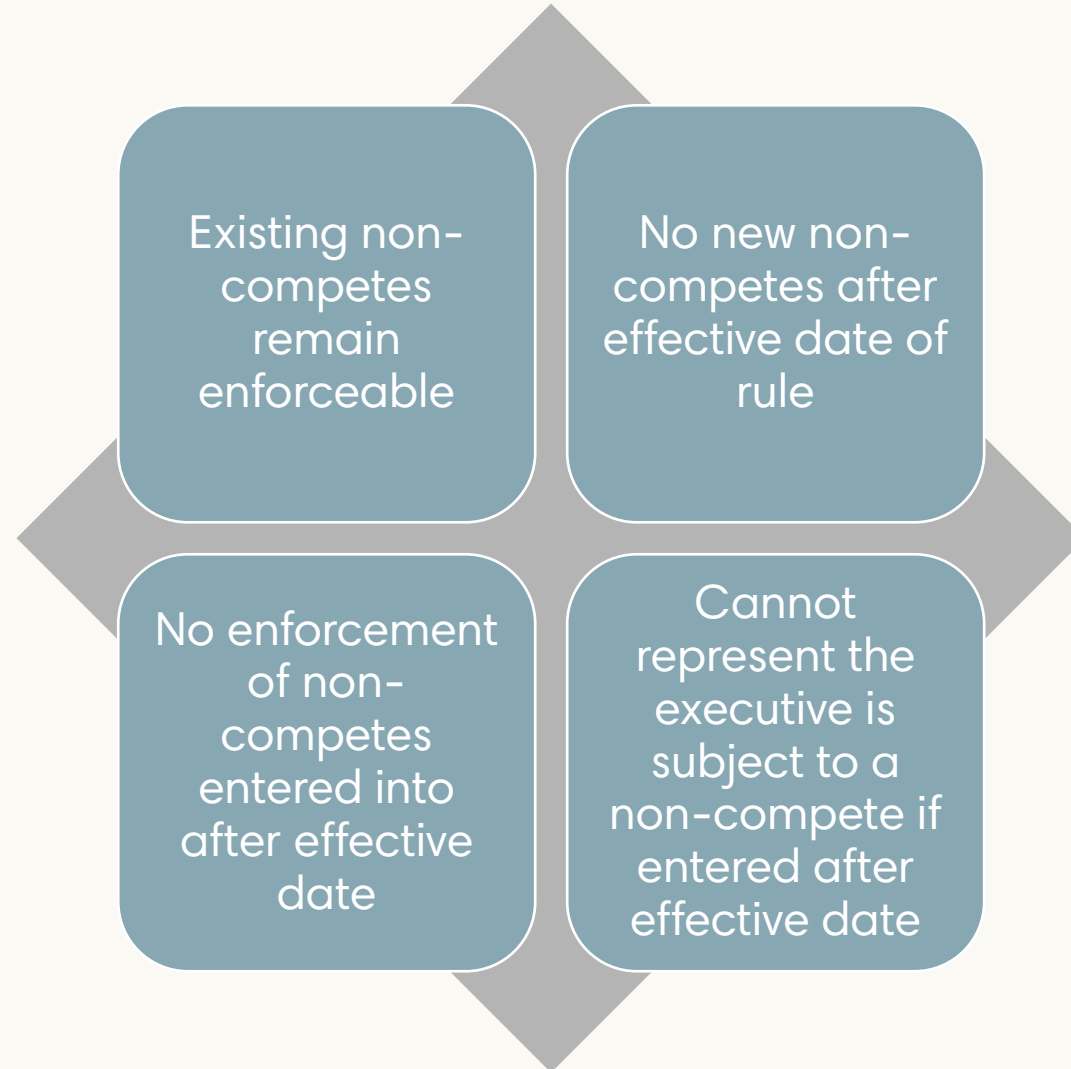 Existing non-
competes
remain
enforceable
No new non-
competes after
effective date of
rule
No enforcement
of non-
competes
entered into
after effective
date
Cannot
represent the
executive is
subject to a
non-compete if
entered after
effective date